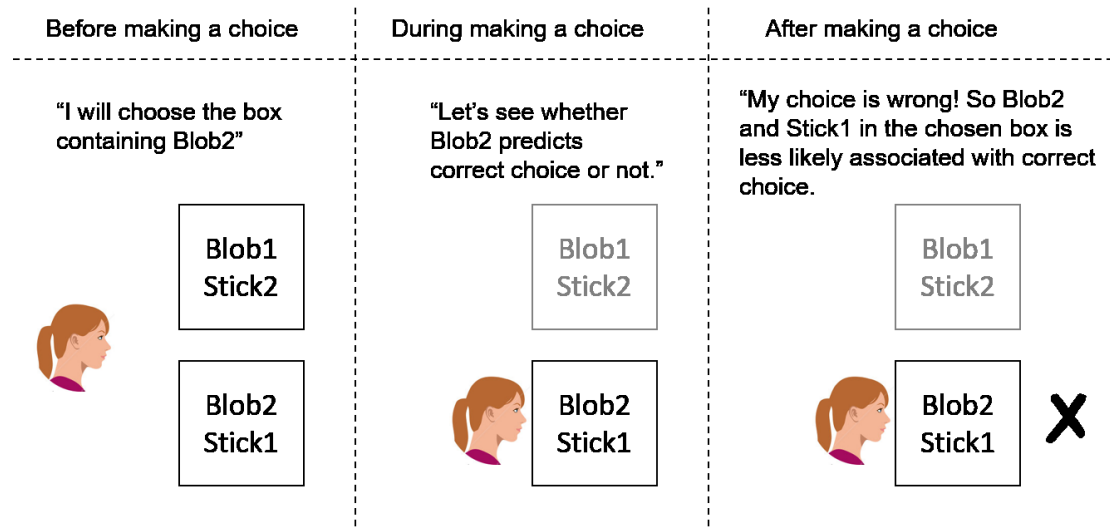 Before making a choice
During making a choice
After making a choice
“I will choose the box
containing Blob2”
“Let’s see whether
Blob2 predicts
correct choice or not.”
“My choice is wrong! So Blob2
and Stick1 in the chosen box is
less likely associated with correct
choice.
Blob1
Stick2
Blob2
Stick1
Blob1
Stick2
Blob2
Stick1
Blob1
Stick2
Blob2
Stick1
X